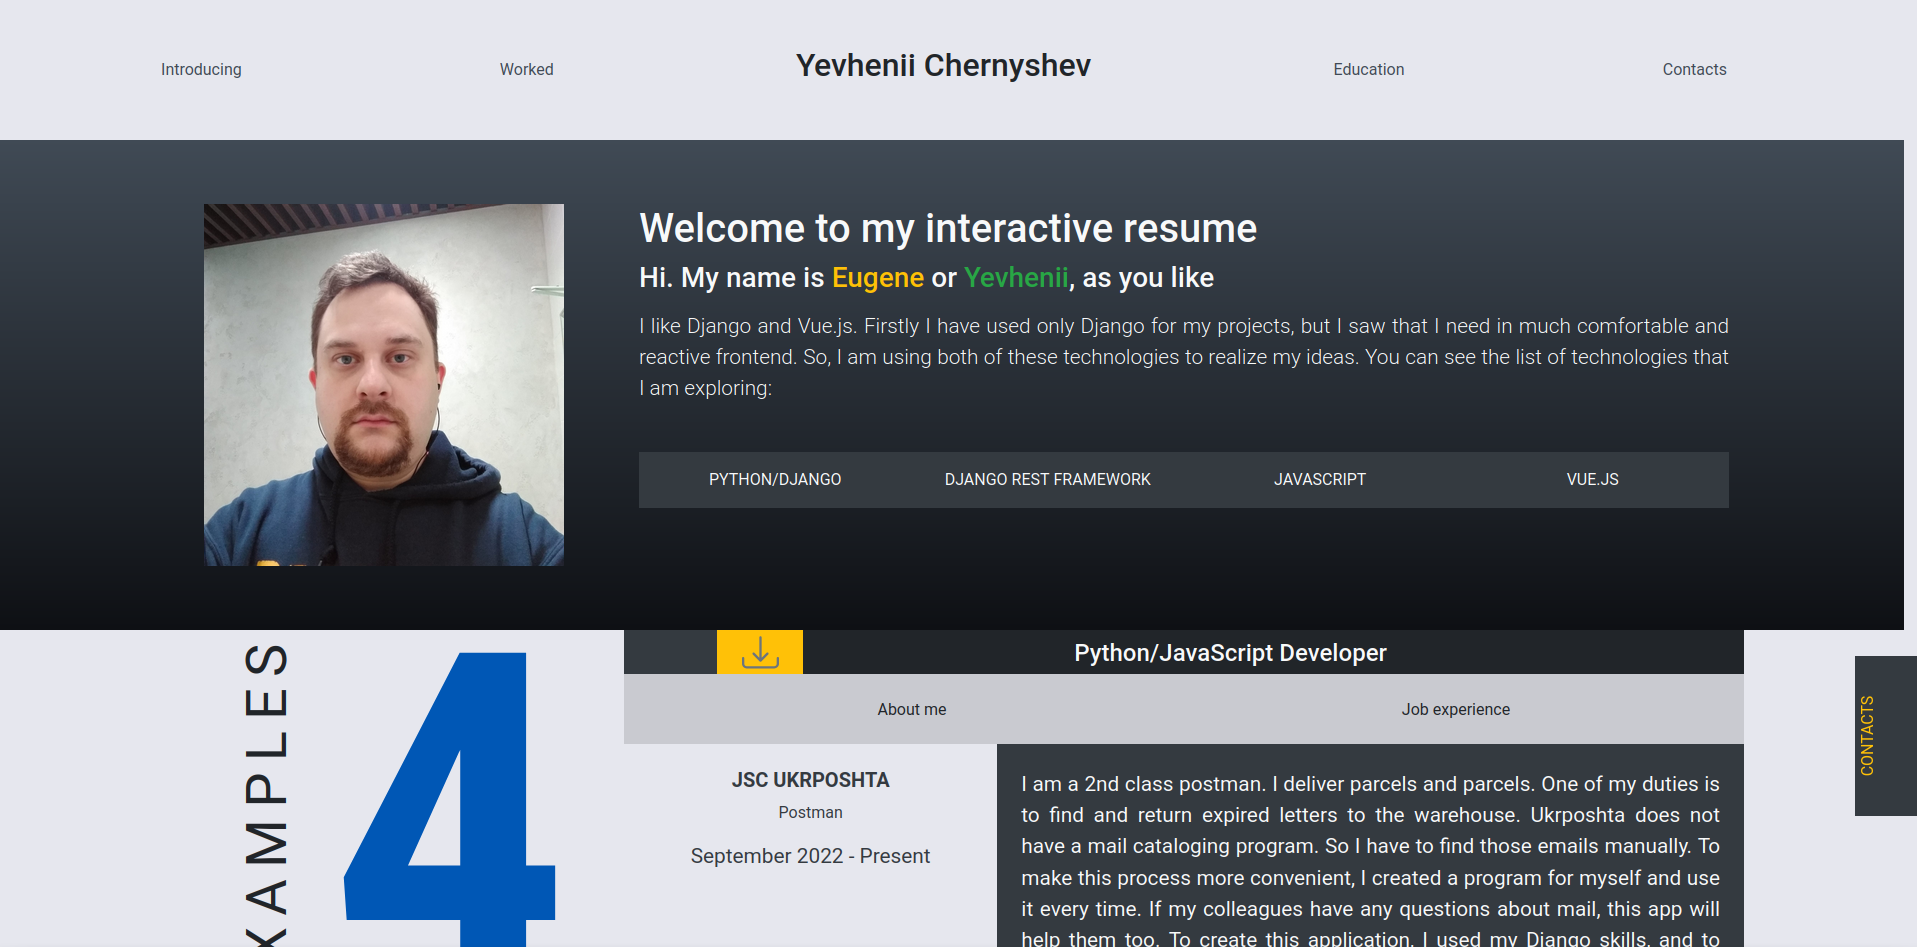 Introducing
Worked
Yevhenii Chernyshev
Education
Contacts
Welcome to my interactive resume
Hi. My name is Eugene or Yevhenii, as you like
I like Django and Vue.js. Firstly I have used only Django for my projects, but I saw that I need in much comfortable and
reactive frontend. So, I am using both of these technologies to realize my ideas. You can see the list of technologies that
I am exploring:
PYTHON/DJANGO
DJANGO REST FRAMEWORK
JAVASCRIPT
VUE.JS
XAMPLES
4
Python/JavaScript Developer
About me
Job experience
JSC UKRPOSHTA
Postman
September 2022 - Present
I am a 2nd class postman. I deliver parcels and parcels. One of my duties is
to find and return expired letters to the warehouse. Ukrposhta does not
have a mail cataloging program. So I have to find those emails manually. To
make this process more convenient, I created a program for myself and use
it every time. If my colleagues have any questions about mail, this app will
help them too. To create this application, I used my Django skills, and to
CONTACTS